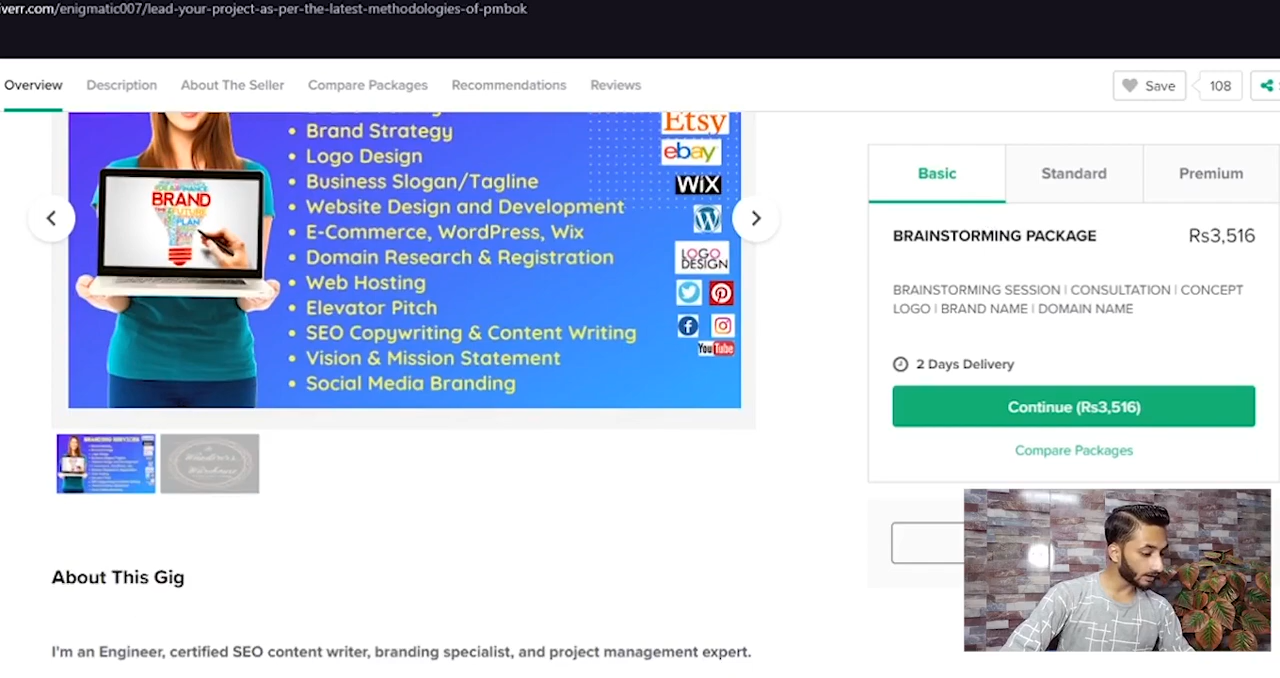 iverr.com/enigmatic007/lead-your-project-as-per-the-latest-methodologies-of-pmbok
Overview Description About The Seller Compare Packages Recommendations Reviews
Save 108
Brand Strategy
Logo Design
Business Slogan/Tagline
Website Design and Development
E-Commerce, WordPress, Wix
Domain Research & Registration
Web Hosting
Elevator Pitch
SEO Copywriting & Content Writing
Vision & Mission Statement
Social Media Branding
BRAND
PLAN
Etsy
ebay
WiX
LOGO
DESIGN
YouTube
Basic Standard Premium
BRAINSTORMING PACKAGE Rs3,516
BRAINSTORMING SESSION | CONSULTATION | CONCEPT
LOGO | BRAND NAME | DOMAIN NAME
2 Days Delivery
Continue (Rs3,516)
Compare Packages
About This Gig
I'm an Engineer, certified SEO content writer, branding specialist, and project management expert.